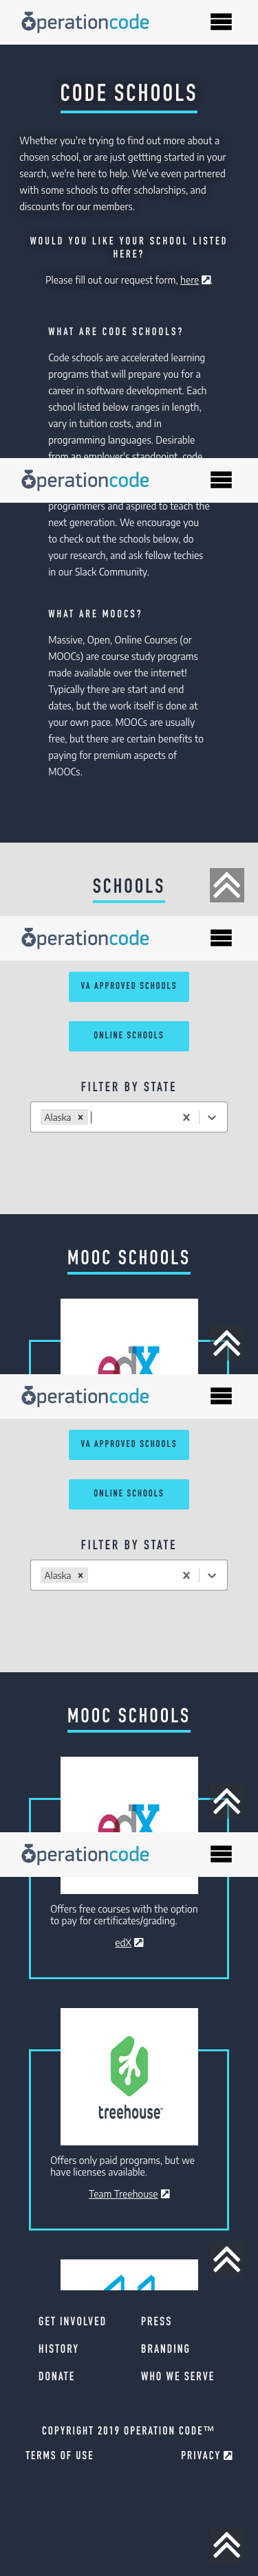 operationcode
CODE SCHOOLS
Whether you're trying to find out more about a
chosen school, or are just gettting started in your
search, we're here to help. We've even partnered
with some schools to offer scholarships, and
discounts for our members.
WOULD YOU LIKE YOUR SCHOOL LISTED
HERE?
Please fill out our request form, here.
WHAT ARE CODE SCHOOLS?
Code schools are accelerated learning
programs that will prepare you for a
career in software development. Each
school listed below ranges in length,
vary in tuition costs, and in
programming languages. Desirable
from an employer's standpoint, code
operationcode
programmers and aspired to teach the
next generation. We encourage you
to check out the schools below, do
your research, and ask fellow techies
in our Slack Community.
WHAT ARE MOOCS?
Massive, Open, Online Courses (or
MOOCs) are course study programs
made available over the internet!
Typically there are start and end
dates, but the work itself is done at
your own pace. MOOCs are usually
free, but there are certain benefits to
paying for premium aspects of
MOOCs.
SCHOOLS
operationcode
VA APPROVED SCHOOLS
ONLINE SCHOOLS
FILTER BY STATE
Alaska
MOOC SCHOOLS
edX
operationcode
VA APPROVED SCHOOLS
ONLINE SCHOOLS
FILTER BY STATE
Alaska
MOOC SCHOOLS
edX
operationcode
Offers free courses with the option
to pay for certificates/grading.
edX
treehouse™
Offers only paid programs, but we
have licenses available.
Team Treehouse
GET INVOLVED PRESS
HISTORY BRANDING
DONATE WHO WE SERVE
COPYRIGHT 2019 OPERATION CODE™
TERMS OF USE PRIVACY